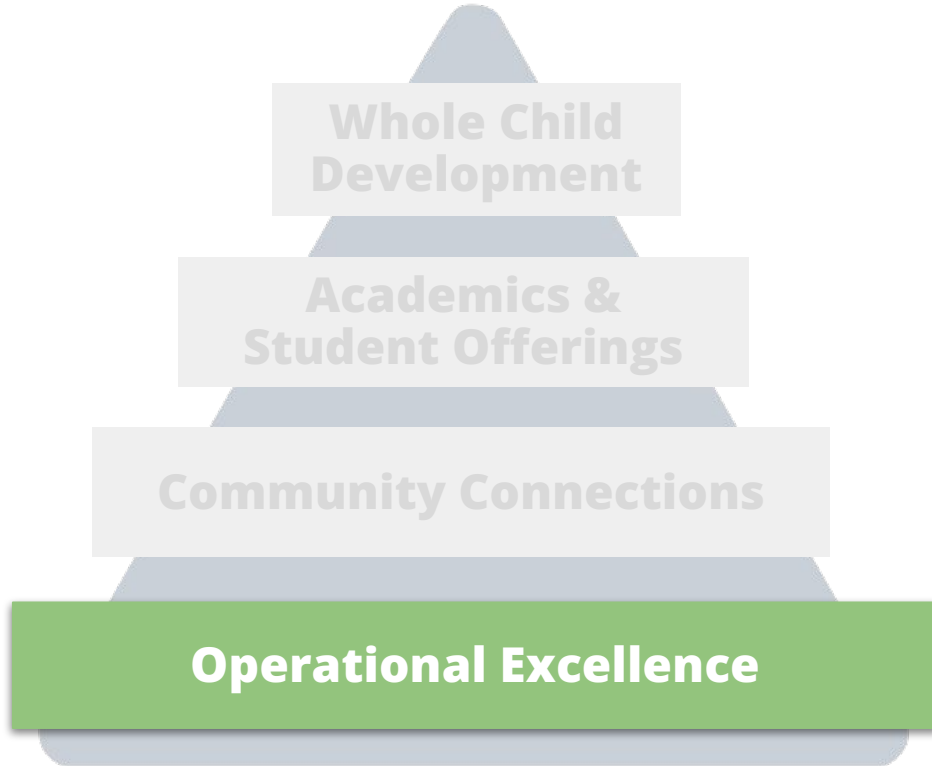 Whole Child
Development
Academics &
Student Offerings
Community Connections
Operational Excellence